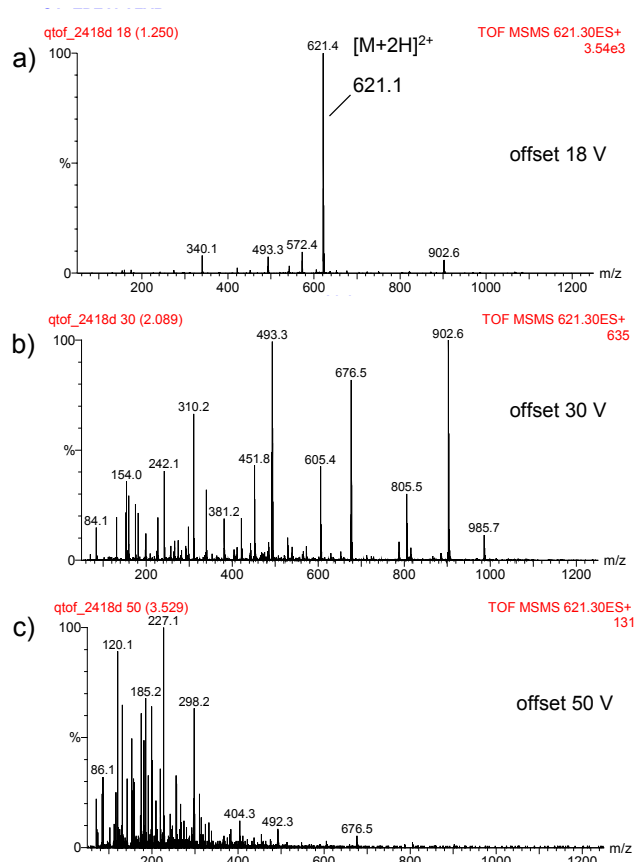 a)
qtof_2418d 18 (1.250)
TOF MSMS 621.30ES+
3.54e3
100
%
0
621.4
[M+2H]2+
621.1
offset 18 V
340.1
493.3
572.4
902.6
200 400 600 800 1000 1200
m/z
b)
qtof_2418d 30 (2.089)
TOF MSMS 621.30ES+
635
100
%
0
offset 30 V
84.1
154.0
242.1
310.2
381.2
451.8
493.3
605.4
676.5
805.5
902.6
985.7
200 400 600 800 1000 1200
m/z
c)
qtof_2418d 50 (3.529)
TOF MSMS 621.30ES+
131
100
%
0
offset 50 V
86.1
120.1
185.2
227.1
298.2
404.3
492.3
676.5
200 400 600 800 1000 1200
m/z